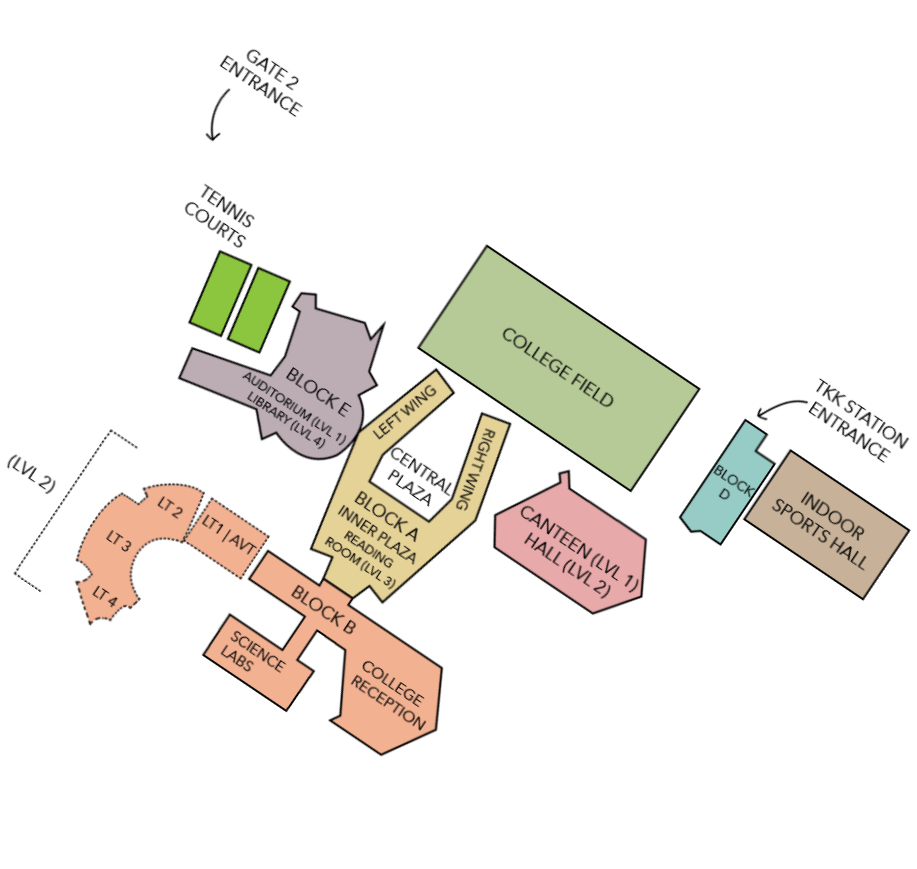 GATE 2
ENTRANCE
TENNIS
COURTS
COLLEGE FIELD
BLOCK E
AUDITORIUM (LVL 1)
LIBRARY (LVL 4)
LEFT WING
RIGHT WING
CENTRAL
PLAZA
BLOCK A
INNER PLAZA
READING
ROOM (LVL 3)
TKK STATION
ENTRANCE
BLOCK
D
INDOOR
SPORTS HALL
CANTEEN (LVL 1)
HALL (LVL 2)
(LVL 2)
LT 2
LT1 | AVT
LT 3
LT 4
BLOCK B
SCIENCE
LABS
COLLEGE
RECEPTION